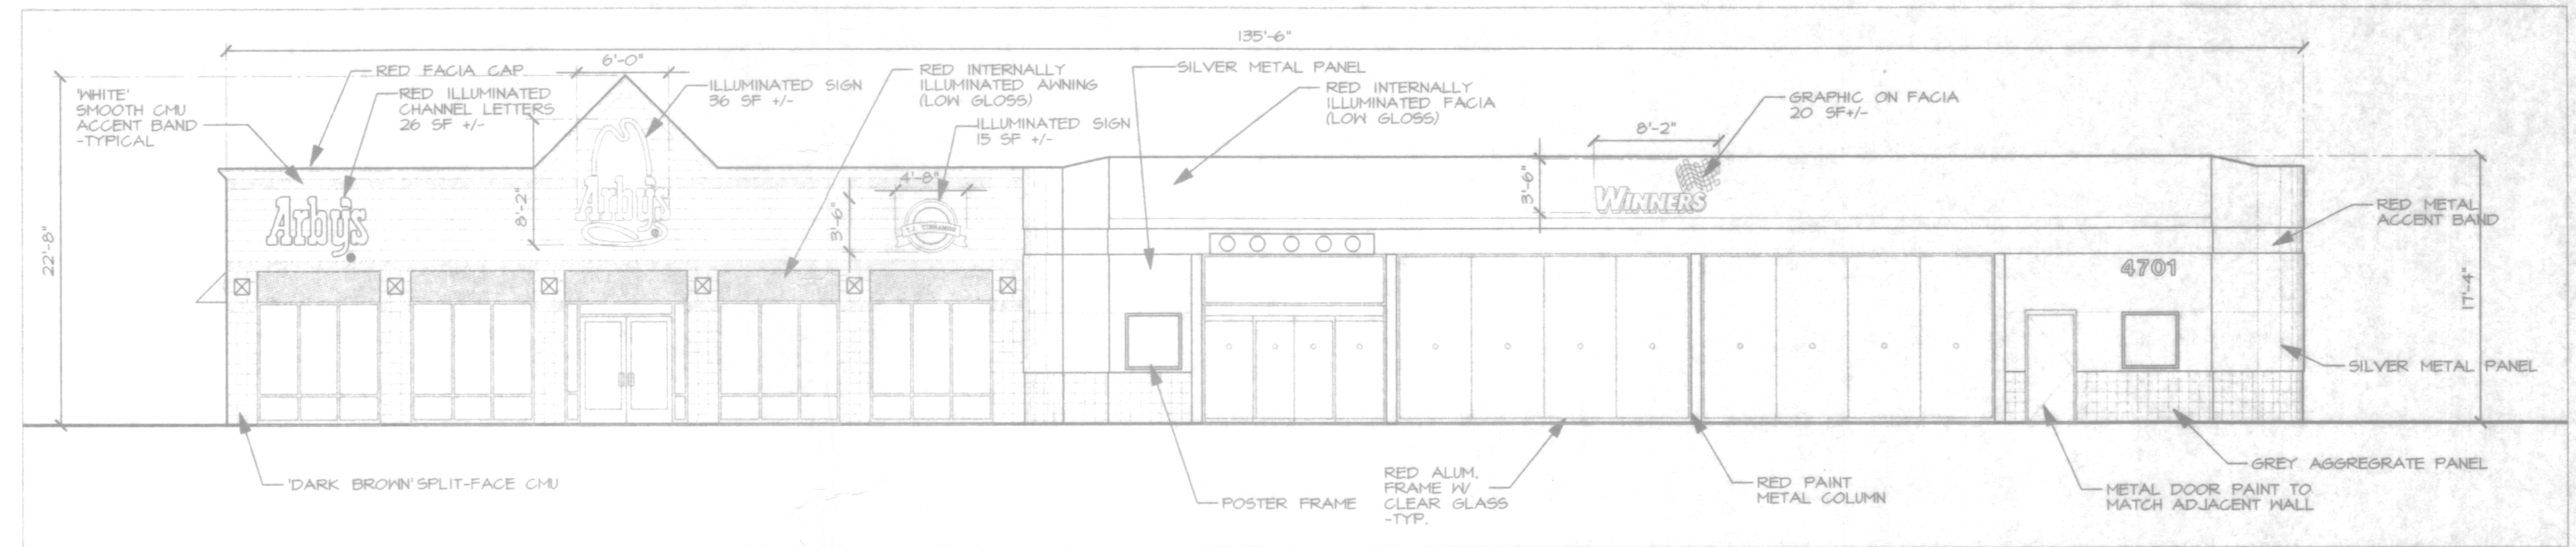 135'-6"
6'-0"
RED FACIA CAP
'WHITE'
SMOOTH CMU
ACCENT BAND
-TYPICAL
RED ILLUMINATED
CHANNEL LETTERS
26 SF +/-
ILLUMINATED SIGN
36 SF +/-
RED INTERNALLY
ILLUMINATED AWNING
(LOW GLOSS)
ILLUMINATED SIGN
15 SF +/-
SILVER METAL PANEL
RED INTERNALLY
ILLUMINATED FACIA
(LOW GLOSS)
GRAPHIC ON FACIA
20 SF+/-
8'-2"
4'-8"
3'-6"
WINNERS
Arby's
Arby's
8'-2"
3'-6"
T.J. CINNAMONS
RED METAL
ACCENT BAND
22'-8"
4701
17'-4"
SILVER METAL PANEL
'DARK BROWN' SPLIT-FACE CMU
POSTER FRAME
RED ALUM.
FRAME W/
CLEAR GLASS
-TYP.
RED PAINT
METAL COLUMN
GREY AGGREGRATE PANEL
METAL DOOR PAINT TO
MATCH ADJACENT WALL